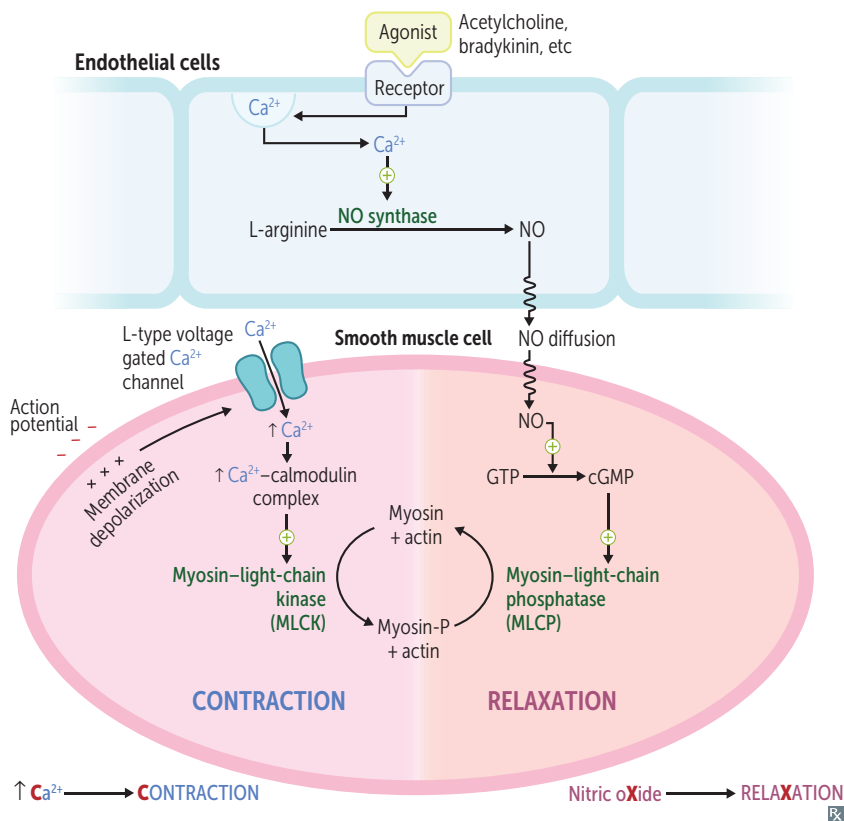 Agonist
Acetylcholine,
bradykinin, etc
Endothelial cells
Receptor
Ca²⁺
Ca²⁺
+
NO synthase
L-arginine
NO
L-type voltage
gated Ca²⁺
channel
Ca²⁺
Smooth muscle cell
NO diffusion
Action
potential
– – –
+ + +
Membrane
depolarization
↑ Ca²⁺
↑ Ca²⁺–calmodulin
complex
+
Myosin–light-chain
kinase
(MLCK)
NO
+
GTP
cGMP
+
Myosin
+ actin
Myosin-P
+ actin
Myosin–light-chain
phosphatase
(MLCP)
CONTRACTION
RELAXATION
↑ Ca²⁺ → CONTRACTION
Nitric oXide → RELAXATION
Rx